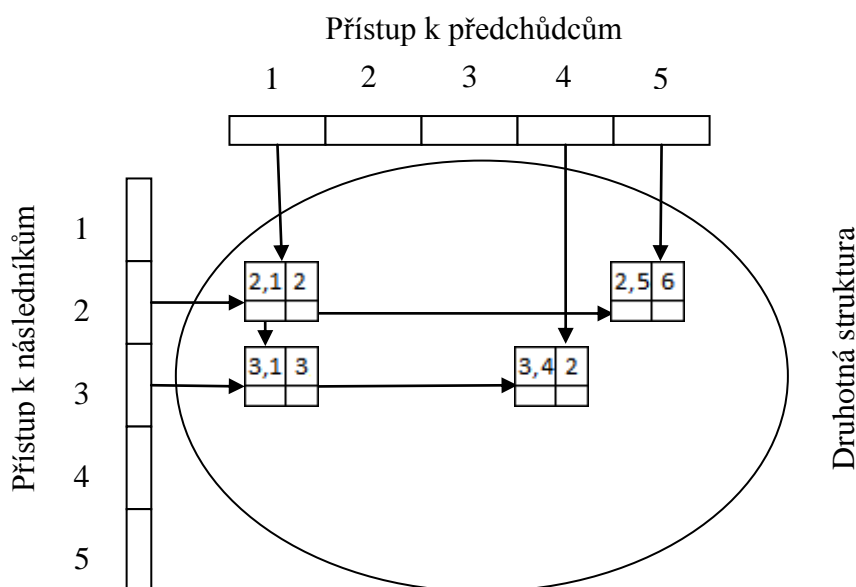 Přístup k předchůdcům
1 2 3 4 5
Přístup k následníkům
1
2
3
4
5
2,1 2
2,5 6
3,1 3
3,4 2
Druhotná struktura